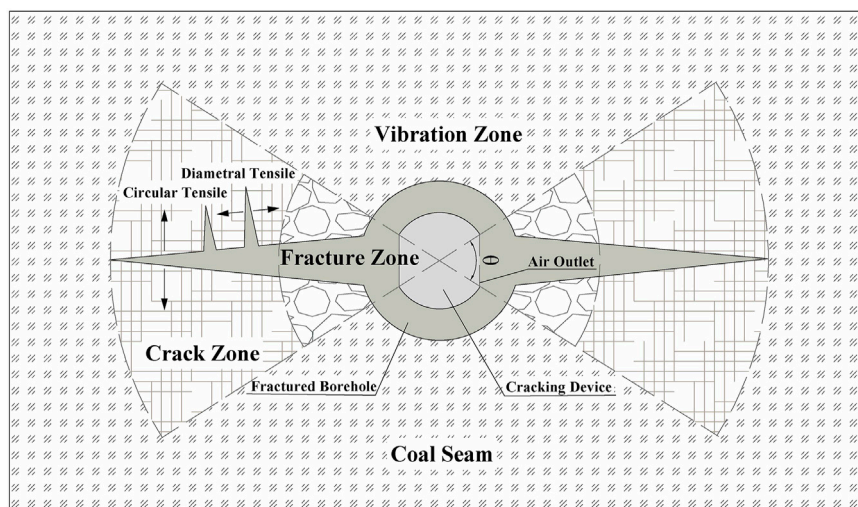 Vibration Zone
Diametral Tensile
Circular Tensile
Fracture Zone
θ
Air Outlet
Crack Zone
Fractured Borehole
Cracking Device
Coal Seam